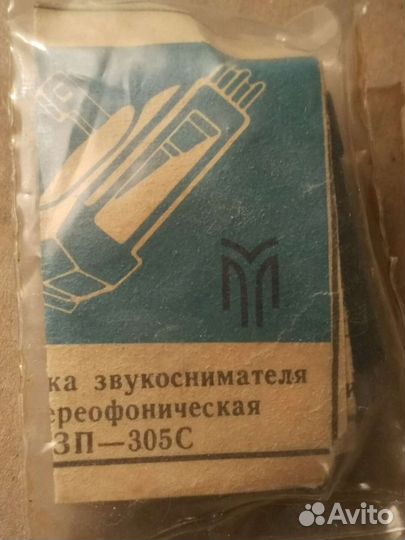 ка звукоснимателя
ереофоническая
ЗП—305С
Avito